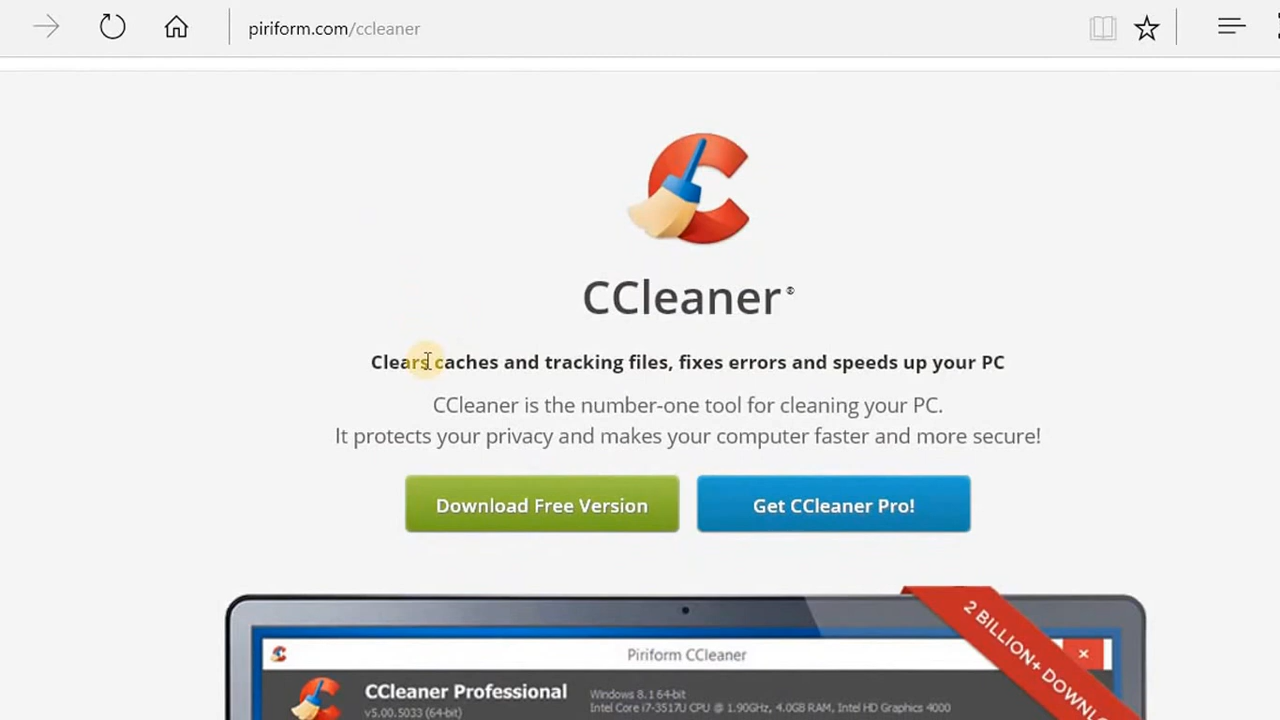 piriform.com/ccleaner
CCleaner®
Clears caches and tracking files, fixes errors and speeds up your PC
CCleaner is the number-one tool for cleaning your PC.
It protects your privacy and makes your computer faster and more secure!
Download Free Version
Get CCleaner Pro!
2 BILLION+ DOWNL
Piriform CCleaner
CCleaner Professional
Windows 8.1 64-bit
v5.00.5033 (64-bit)
Intel Core i7-3517U CPU @ 1.90GHz, 4.0GB RAM, Intel HD Graphics 4000